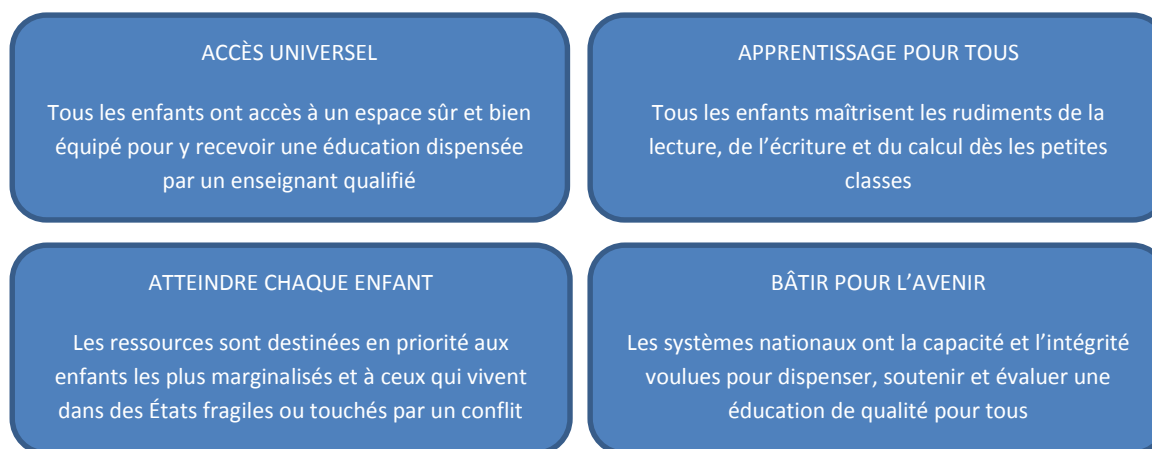 ACCÈS UNIVERSEL
Tous les enfants ont accès à un espace sûr et bien
équipé pour y recevoir une éducation dispensée
par un enseignant qualifié
APPRENTISSAGE POUR TOUS
Tous les enfants maîtrisent les rudiments de la
lecture, de l’écriture et du calcul dès les petites
classes
ATTEINDRE CHAQUE ENFANT
Les ressources sont destinées en priorité aux
enfants les plus marginalisés et à ceux qui vivent
dans des États fragiles ou touchés par un conflit
BÂTIR POUR L’AVENIR
Les systèmes nationaux ont la capacité et l’intégrité
voulues pour dispenser, soutenir et évaluer une
éducation de qualité pour tous